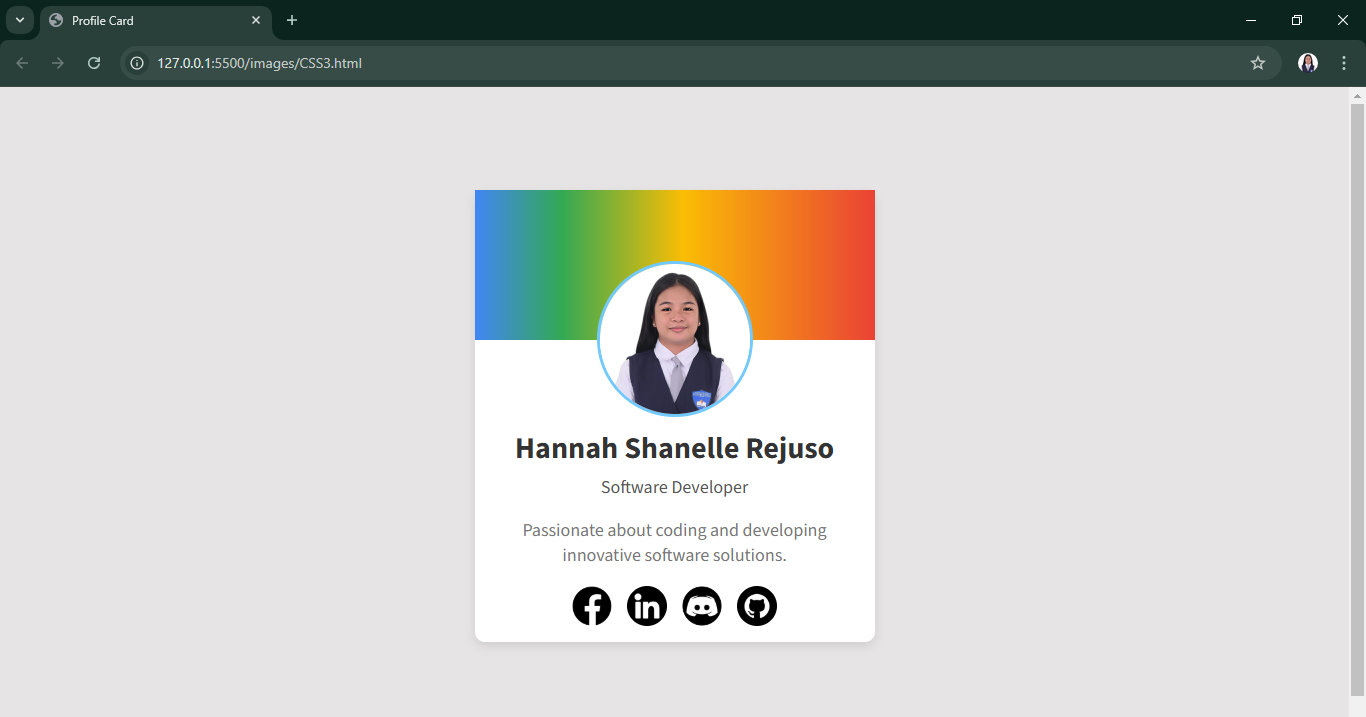 Profile Card
127.0.0.1:5500/images/CSS3.html
Hannah Shanelle Rejuso
Software Developer
Passionate about coding and developing
innovative software solutions.
in